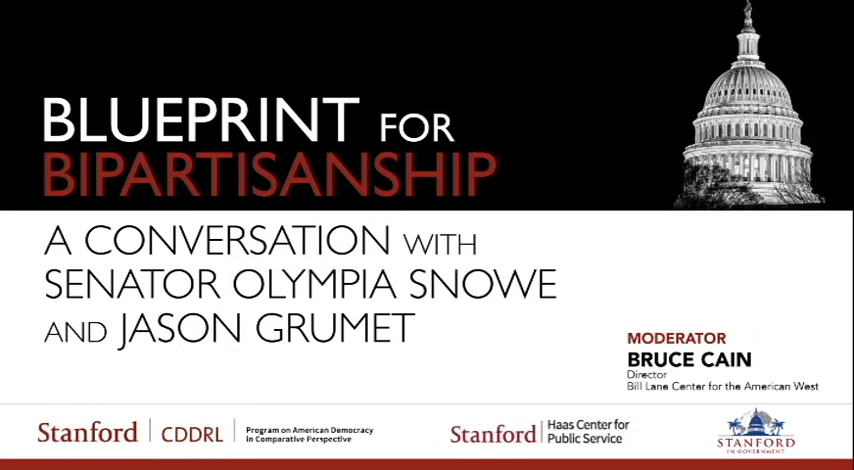 BLUEPRINT FOR
BIPARTISANSHIP
A CONVERSATION WITH
SENATOR OLYMPIA SNOWE
AND JASON GRUMET
MODERATOR
BRUCE CAIN
Director
Bill Lane Center for the American West
Stanford CDDRL
Program on American Democracy
in Comparative Perspective
Stanford
Haas Center for
Public Service
STANFORD
IN GOVERNMENT